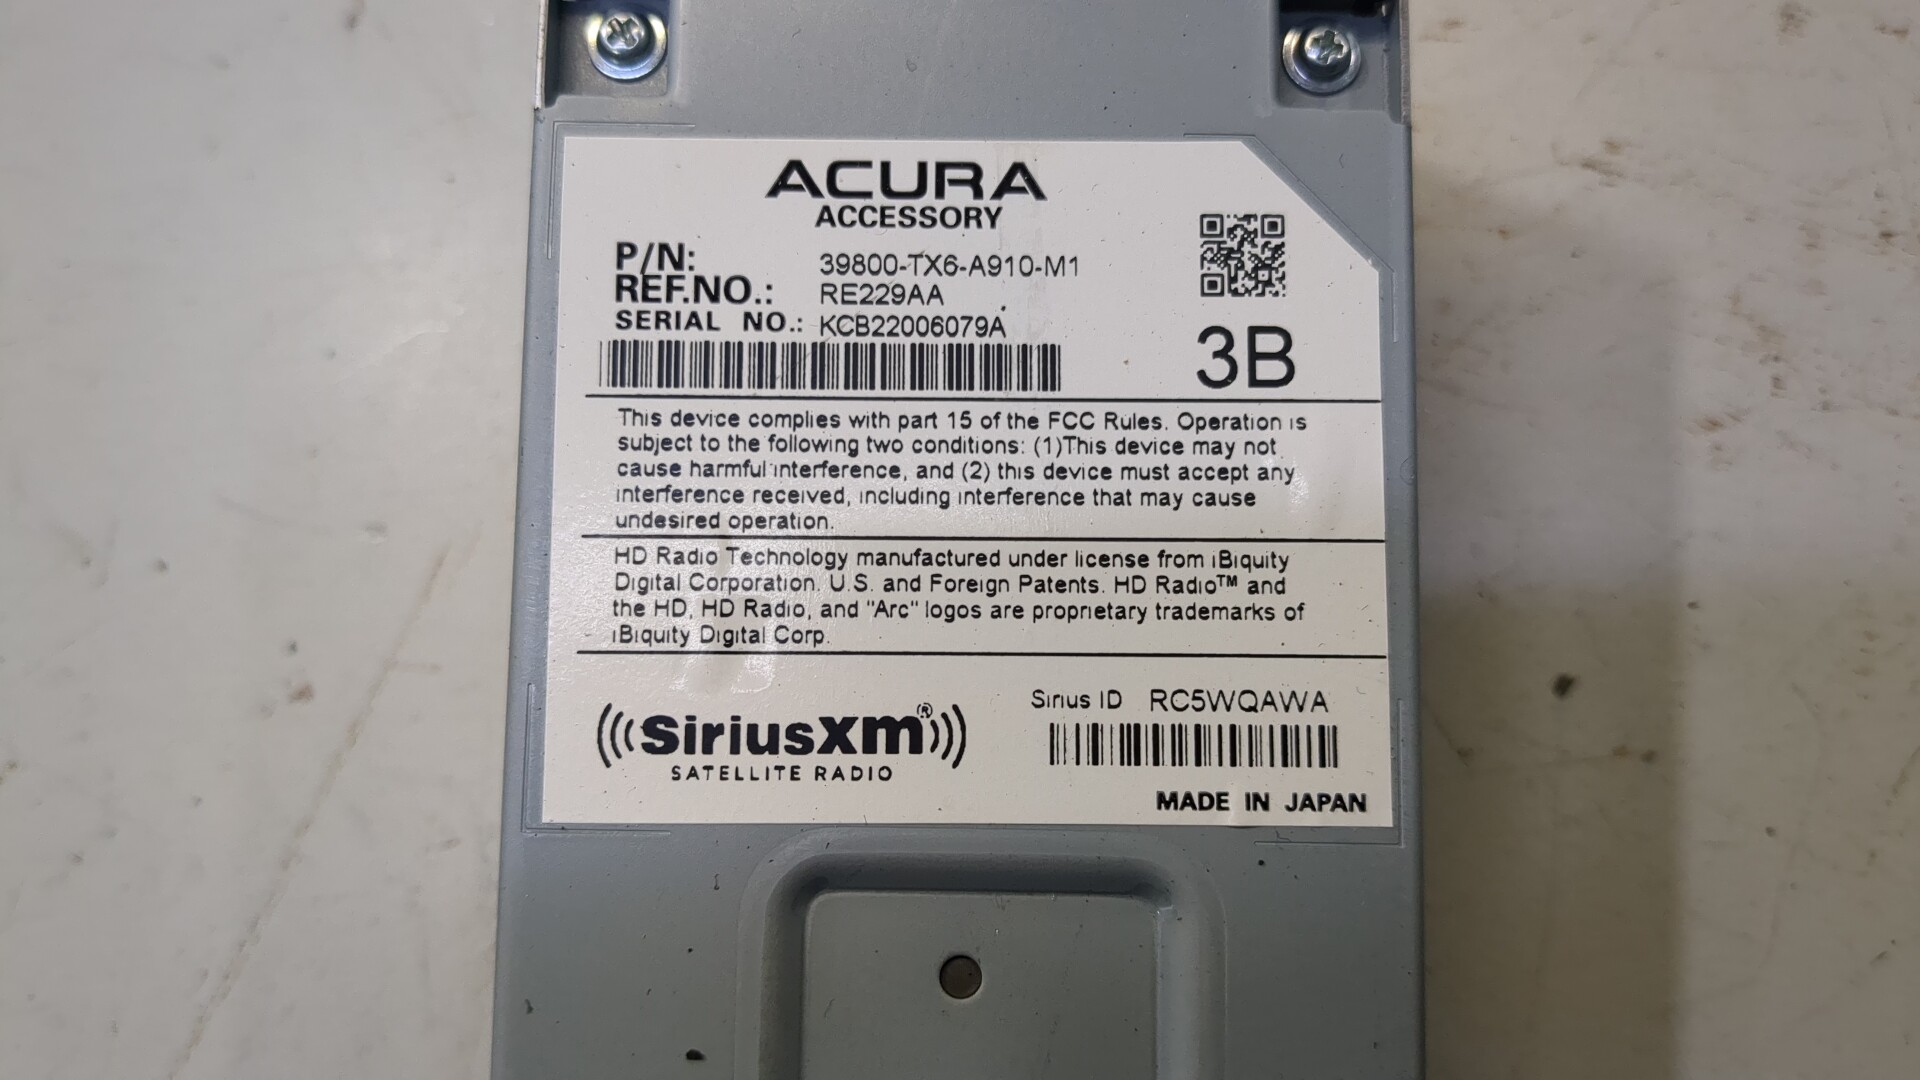 ACURA
ACCESSORY
P/N: 39800-TX6-A910-M1
REF.NO.: RE229AA
SERIAL NO.: KCB22006079A
3B
This device complies with part 15 of the FCC Rules. Operation is
subject to the following two conditions: (1)This device may not
cause harmful interference, and (2) this device must accept any
interference received, including interference that may cause
undesired operation.
HD Radio Technology manufactured under license from iBiquity
Digital Corporation. U.S. and Foreign Patents. HD Radio™ and
the HD, HD Radio, and "Arc" logos are proprietary trademarks of
iBiquity Digital Corp.
Sirius ID RC5WQAWA
(((SiriusXM®)))
SATELLITE RADIO
MADE IN JAPAN